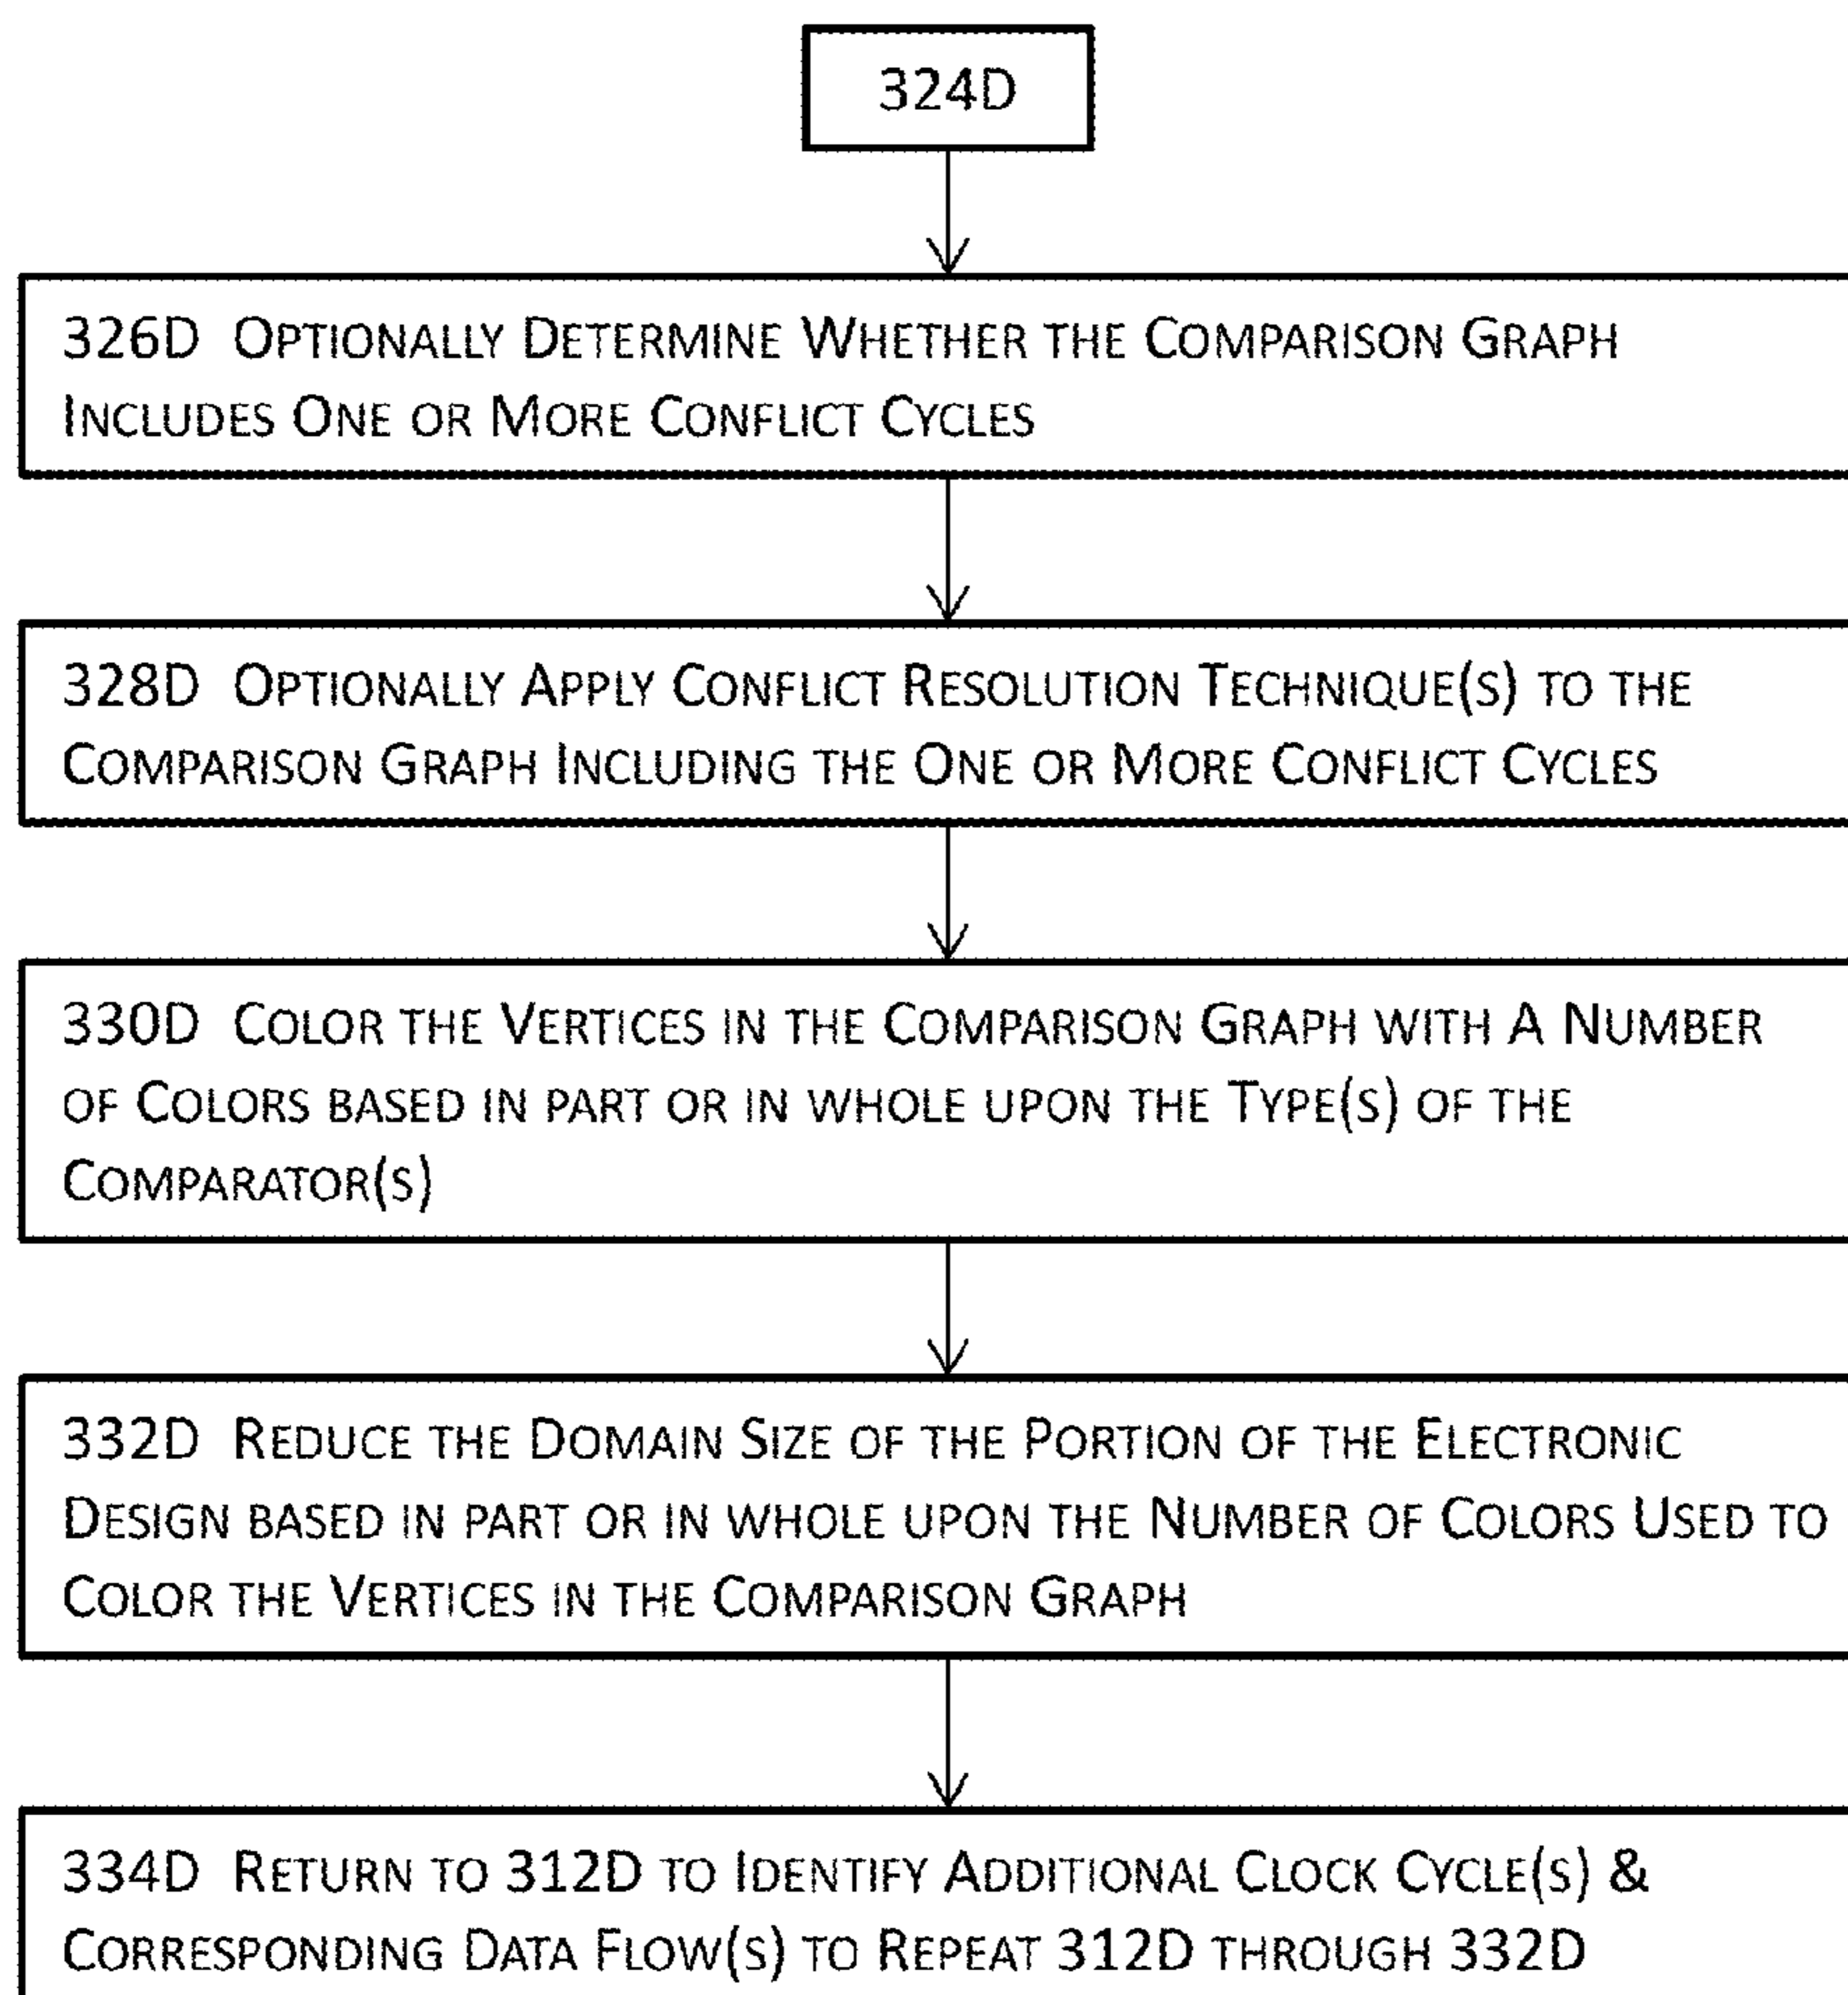 324D
326D Optionally Determine Whether the Comparison Graph
Includes One or More Conflict Cycles
328D Optionally Apply Conflict Resolution Technique(s) to the
Comparison Graph Including the One or More Conflict Cycles
330D Color the Vertices in the Comparison Graph with A Number
of Colors based in part or in whole upon the Type(s) of the
Comparator(s)
332D Reduce the Domain Size of the Portion of the Electronic
Design based in part or in whole upon the Number of Colors Used to
Color the Vertices in the Comparison Graph
334D Return to 312D to Identify Additional Clock Cycle(s) &
Corresponding Data Flow(s) to Repeat 312D through 332D